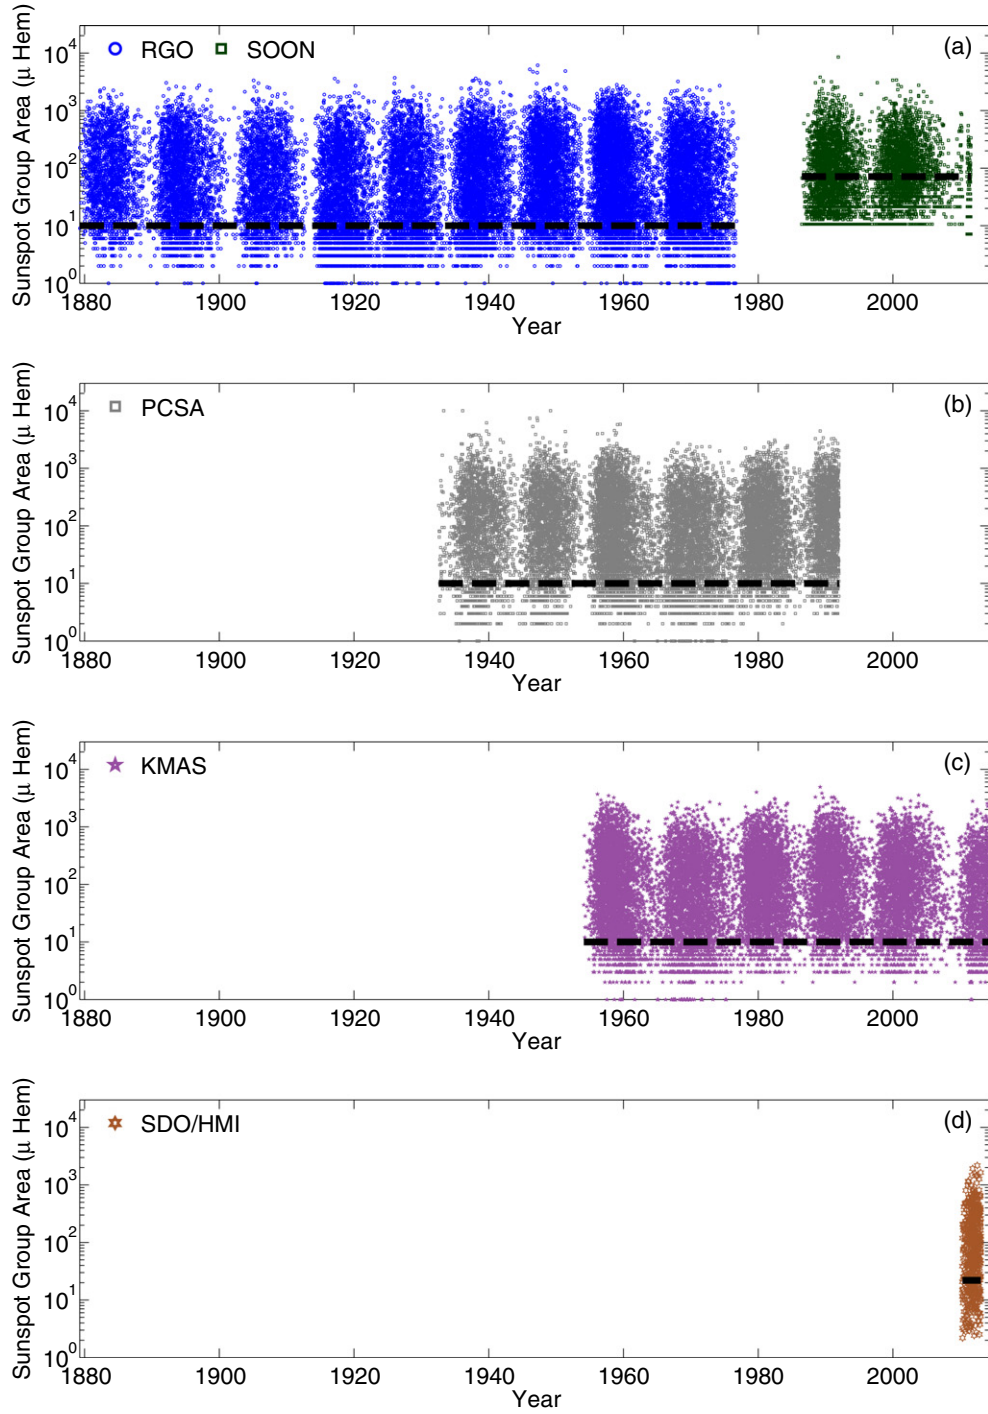 RGO SOON (a)
Sunspot Group Area (μ Hem)
10^4
10^3
10^2
10^1
10^0
1880 1900 1920 1940 1960 1980 2000
Year
PCSA (b)
Sunspot Group Area (μ Hem)
10^4
10^3
10^2
10^1
10^0
1880 1900 1920 1940 1960 1980 2000
Year
KMAS (c)
Sunspot Group Area (μ Hem)
10^4
10^3
10^2
10^1
10^0
1880 1900 1920 1940 1960 1980 2000
Year
SDO/HMI (d)
Sunspot Group Area (μ Hem)
10^4
10^3
10^2
10^1
10^0
1880 1900 1920 1940 1960 1980 2000
Year